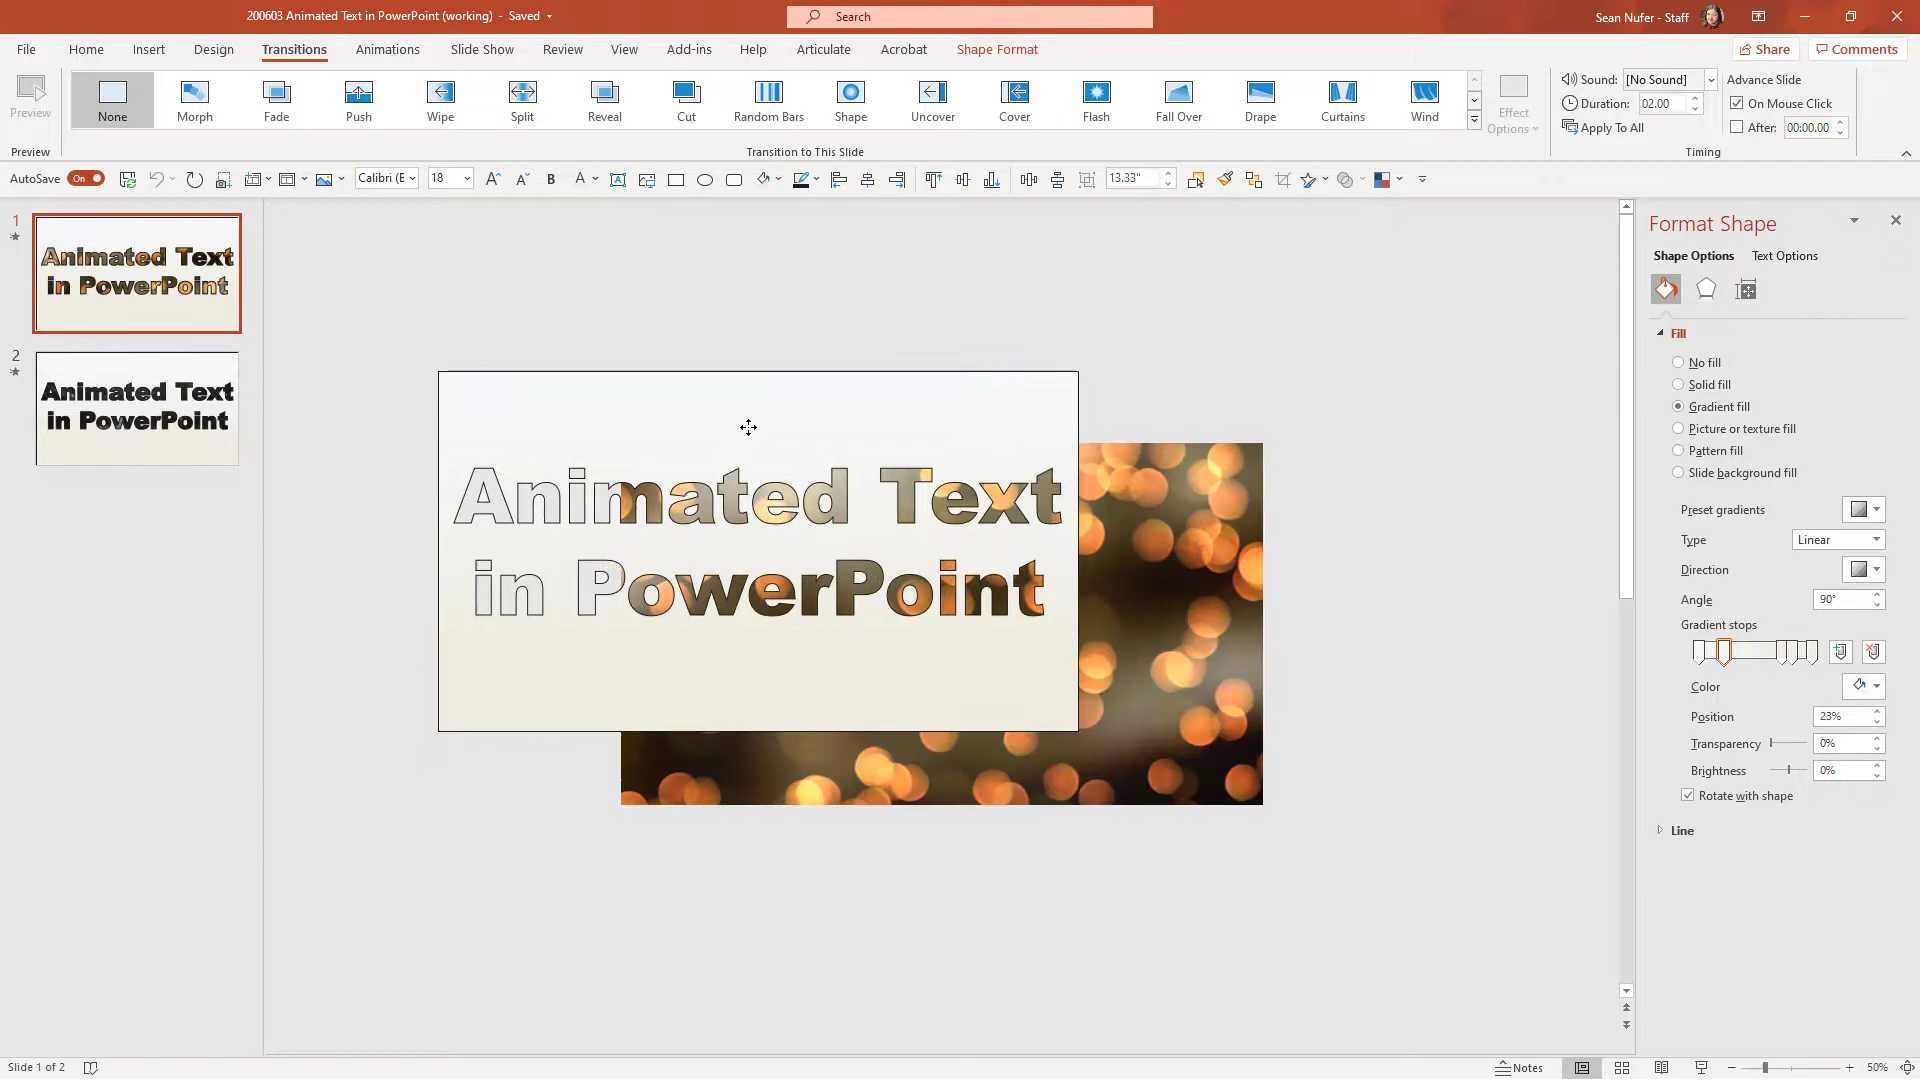 200603 Animated Text in PowerPoint (working) - Saved
Search
Sean Nufer - Staff
File Home Insert Design Transitions Animations Slide Show Review View Add-ins Help Articulate Acrobat Shape Format
Share Comments
Preview
None Morph Fade Push Wipe Split Reveal Cut Random Bars Shape Uncover Cover Flash Fall Over Drape Curtains Wind
Effect
Options
Sound: [No Sound]
Duration: 02.00
Apply To All
Advance Slide
On Mouse Click
After: 00:00.00
Preview
Transition to This Slide
Timing
AutoSave On
Calibri (E 18
B A
13.33"
1
Animated Text
in PowerPoint
2
Animated Text
in PowerPoint
Animated Text
in PowerPoint
Format Shape
Shape Options Text Options
Fill
No fill
Solid fill
Gradient fill
Picture or texture fill
Pattern fill
Slide background fill
Preset gradients
Type Linear
Direction
Angle 90°
Gradient stops
Color
Position 23%
Transparency 0%
Brightness 0%
Rotate with shape
Line
Slide 1 of 2
Notes
50%